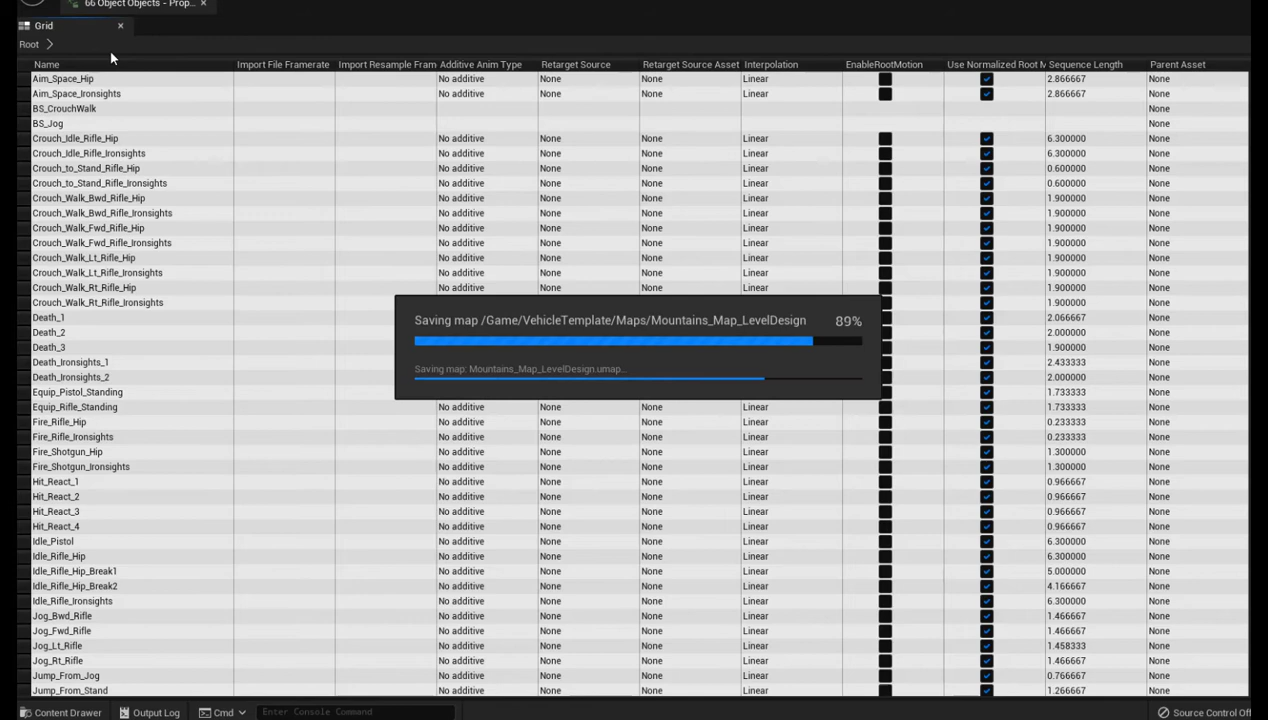 66 Object Objects - Prop...
Grid
Root
Name Import File Framerate Import Resample Fram Additive Anim Type Retarget Source Retarget Source Asset Interpolation EnableRootMotion Use Normalized Root M Sequence Length Parent Asset
Aim_Space_Hip No additive None None Linear 2.866667 None
Aim_Space_Ironsights No additive None None Linear 2.866667 None
BS_CrouchWalk None
BS_Jog None
Crouch_Idle_Rifle_Hip No additive None None Linear 6.300000 None
Crouch_Idle_Rifle_Ironsights No additive None None Linear 6.300000 None
Crouch_to_Stand_Rifle_Hip No additive None None Linear 0.600000 None
Crouch_to_Stand_Rifle_Ironsights No additive None None Linear 0.600000 None
Crouch_Walk_Bwd_Rifle_Hip No additive None None Linear 1.900000 None
Crouch_Walk_Bwd_Rifle_Ironsights No additive None None Linear 1.900000 None
Crouch_Walk_Fwd_Rifle_Hip No additive None None Linear 1.900000 None
Crouch_Walk_Fwd_Rifle_Ironsights No additive None None Linear 1.900000 None
Crouch_Walk_Lt_Rifle_Hip No additive None None Linear 1.900000 None
Crouch_Walk_Lt_Rifle_Ironsights No additive None None Linear 1.900000 None
Crouch_Walk_Rt_Rifle_Hip No additive None None Linear 1.900000 None
Crouch_Walk_Rt_Rifle_Ironsights 1.900000 None
Death_1 2.066667 None
Saving map /Game/VehicleTemplate/Maps/Mountains_Map_LevelDesign 89%
Death_2 2.000000 None
Death_3 1.900000 None
Death_Ironsights_1 2.433333 None
Saving map: Mountains_Map_LevelDesign.umap...
Death_Ironsights_2 2.000000 None
Equip_Pistol_Standing 1.733333 None
Equip_Rifle_Standing No additive None None Linear 1.733333 None
Fire_Rifle_Hip No additive None None Linear 0.233333 None
Fire_Rifle_Ironsights No additive None None Linear 0.233333 None
Fire_Shotgun_Hip No additive None None Linear 1.300000 None
Fire_Shotgun_Ironsights No additive None None Linear 1.300000 None
Hit_React_1 No additive None None Linear 0.966667 None
Hit_React_2 No additive None None Linear 0.966667 None
Hit_React_3 No additive None None Linear 0.966667 None
Hit_React_4 No additive None None Linear 0.966667 None
Idle_Pistol No additive None None Linear 6.300000 None
Idle_Rifle_Hip No additive None None Linear 6.300000 None
Idle_Rifle_Hip_Break1 No additive None None Linear 5.000000 None
Idle_Rifle_Hip_Break2 No additive None None Linear 4.166667 None
Idle_Rifle_Ironsights No additive None None Linear 6.300000 None
Jog_Bwd_Rifle No additive None None Linear 1.466667 None
Jog_Fwd_Rifle No additive None None Linear 1.466667 None
Jog_Lt_Rifle No additive None None Linear 1.458333 None
Jog_Rt_Rifle No additive None None Linear 1.466667 None
Jump_From_Jog No additive None None Linear 0.766667 None
Jump_From_Stand No additive None None Linear 1.266667 None
Content Drawer Output Log Cmd Enter Console Command Source Control Off